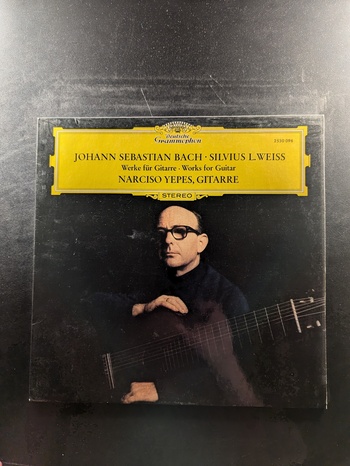 Deutsche
Grammophon
JOHANN SEBASTIAN BACH · SILVIUS L. WEISS
Werke für Gitarre · Works for Guitar
NARCISO YEPES, GITARRE
STEREO